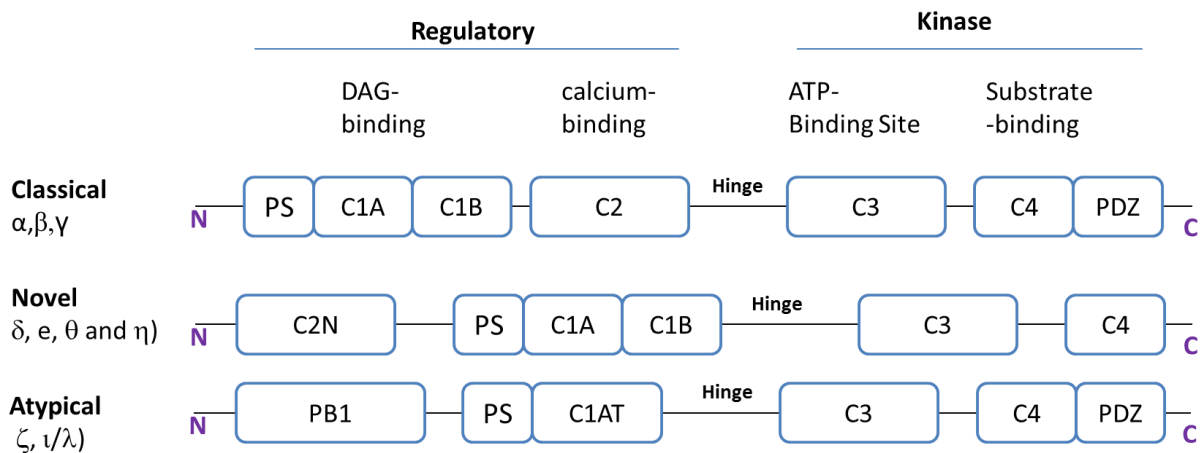 Regulatory
Kinase
DAG-
binding
calcium-
binding
ATP-
Binding Site
Substrate
-binding
Classical
α,β,γ
N
PS
C1A
C1B
C2
Hinge
C3
C4
PDZ
C
Novel
δ, e, θ and η)
N
C2N
PS
C1A
C1B
Hinge
C3
C4
C
Atypical
ζ, ι/λ)
N
PB1
PS
C1AT
Hinge
C3
C4
PDZ
C